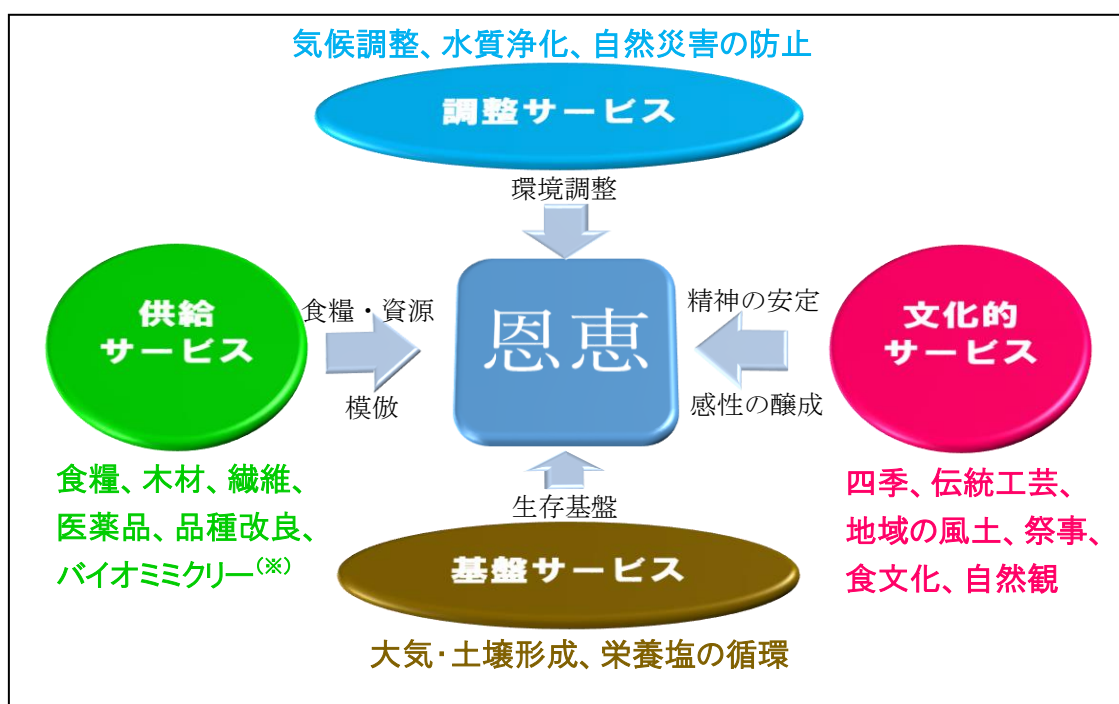 気候調整、水質浄化、自然災害の防止
調整サービス
環境調整
供給
サービス
食糧・資源
模倣
恩恵
精神の安定
感性の醸成
文化的
サービス
食糧、木材、繊維、
医薬品、品種改良、
バイオミミクリー(※)
生存基盤
基盤サービス
大気・土壌形成、栄養塩の循環
四季、伝統工芸、
地域の風土、祭事、
食文化、自然観